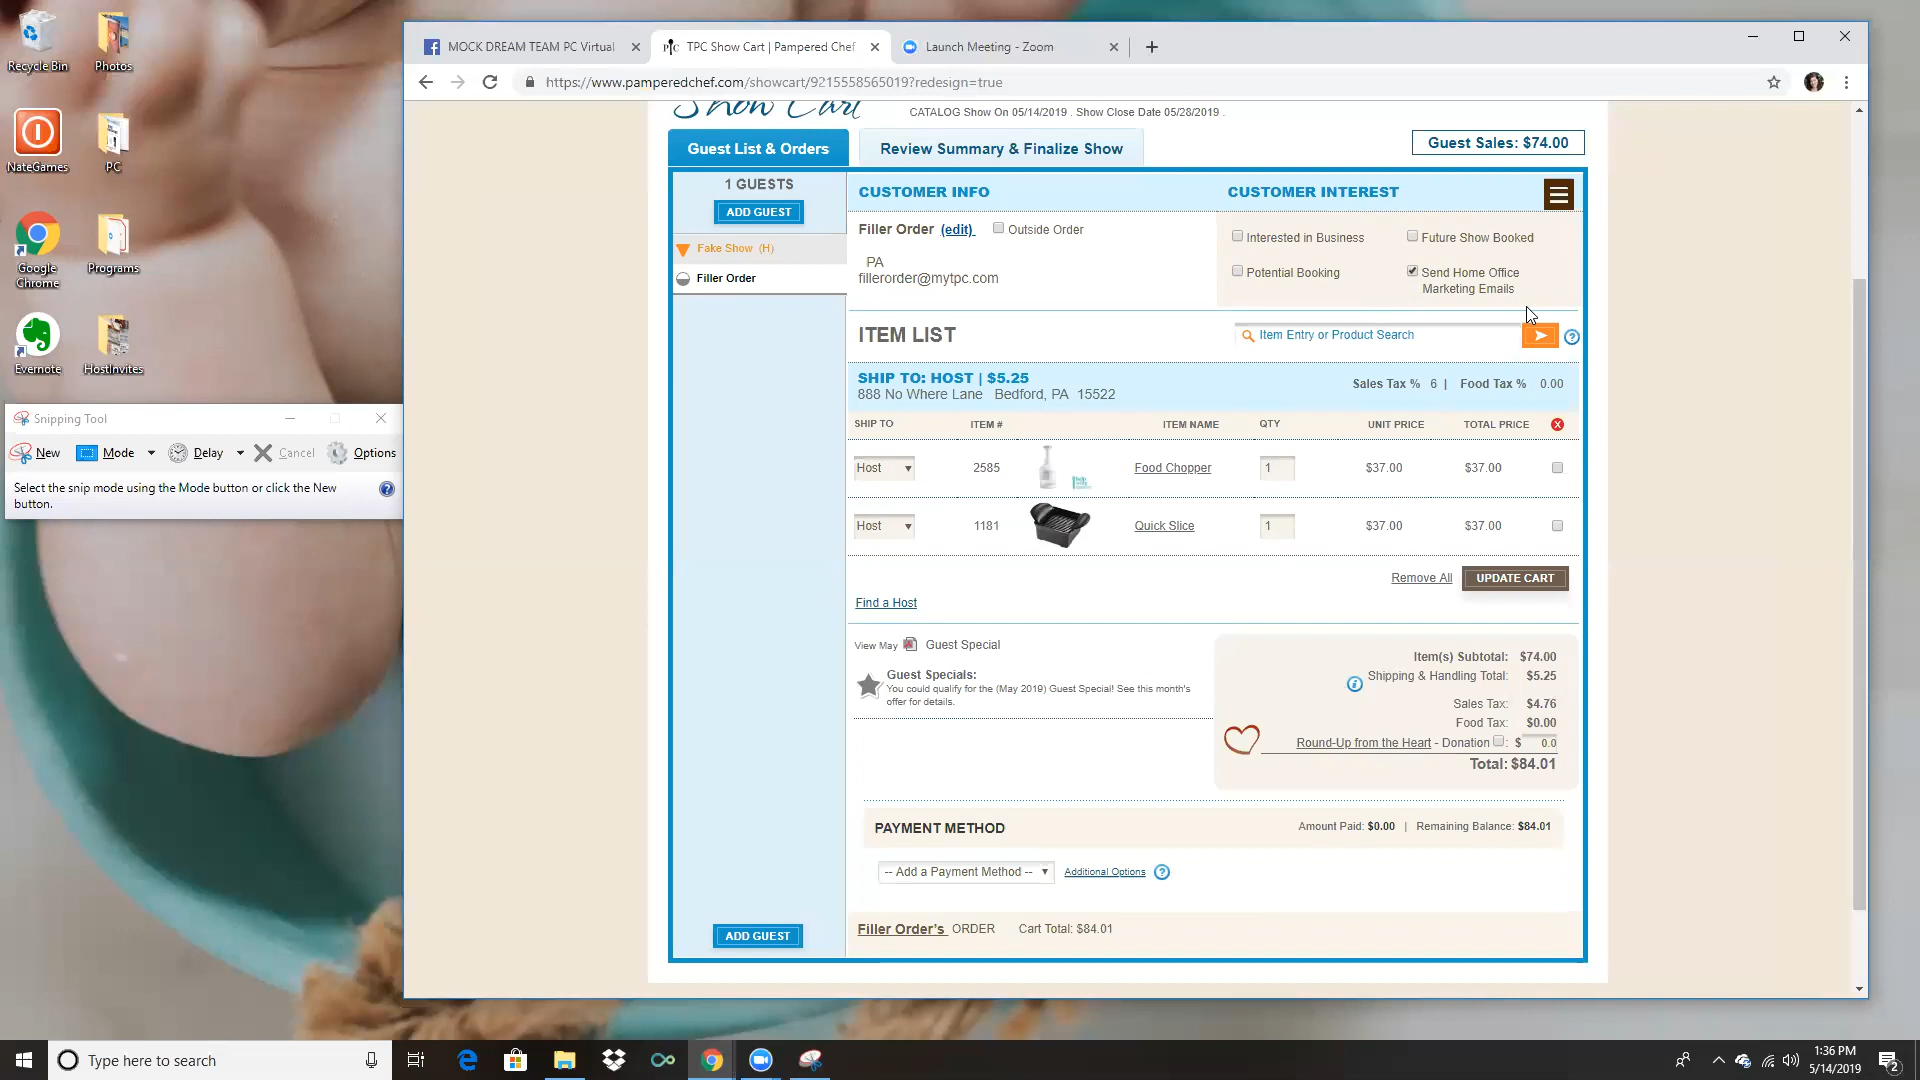 Recycle Bin
Photos
NateGames
PC
Google Chrome
Programs
Evernote
HostInvites
Snipping Tool
New Mode Delay Cancel Options
Select the snip mode using the Mode button or click the New
button.
MOCK DREAM TEAM PC Virtual
TPC Show Cart | Pampered Chef
Launch Meeting - Zoom
https://www.pamperedchef.com/showcart/9215558565019?redesign=true
Show Cart
CATALOG Show On 05/14/2019 . Show Close Date 05/28/2019 .
Guest List & Orders
Review Summary & Finalize Show
Guest Sales: $74.00
1 GUESTS
ADD GUEST
Fake Show (H)
Filler Order
CUSTOMER INFO
CUSTOMER INTEREST
Filler Order (edit) Outside Order
PA
fillerorder@mytpc.com
Interested in Business
Future Show Booked
Potential Booking
Send Home Office
Marketing Emails
ITEM LIST
Item Entry or Product Search
SHIP TO: HOST | $5.25
888 No Where Lane Bedford, PA 15522
Sales Tax % 6 | Food Tax % 0.00
SHIP TO ITEM # ITEM NAME QTY UNIT PRICE TOTAL PRICE X
Host 2585 Food Chopper 1 $37.00 $37.00
Host 1181 Quick Slice 1 $37.00 $37.00
Remove All UPDATE CART
Find a Host
View May Guest Special
Guest Specials:
You could qualify for the (May 2019) Guest Special! See this month's
offer for details.
Item(s) Subtotal: $74.00
Shipping & Handling Total: $5.25
Sales Tax: $4.76
Food Tax: $0.00
Round-Up from the Heart - Donation : $ 0.0
Total: $84.01
PAYMENT METHOD
Amount Paid: $0.00 | Remaining Balance: $84.01
-- Add a Payment Method -- Additional Options ?
ADD GUEST
Filler Order's ORDER Cart Total: $84.01
Type here to search
1:36 PM
5/14/2019
2